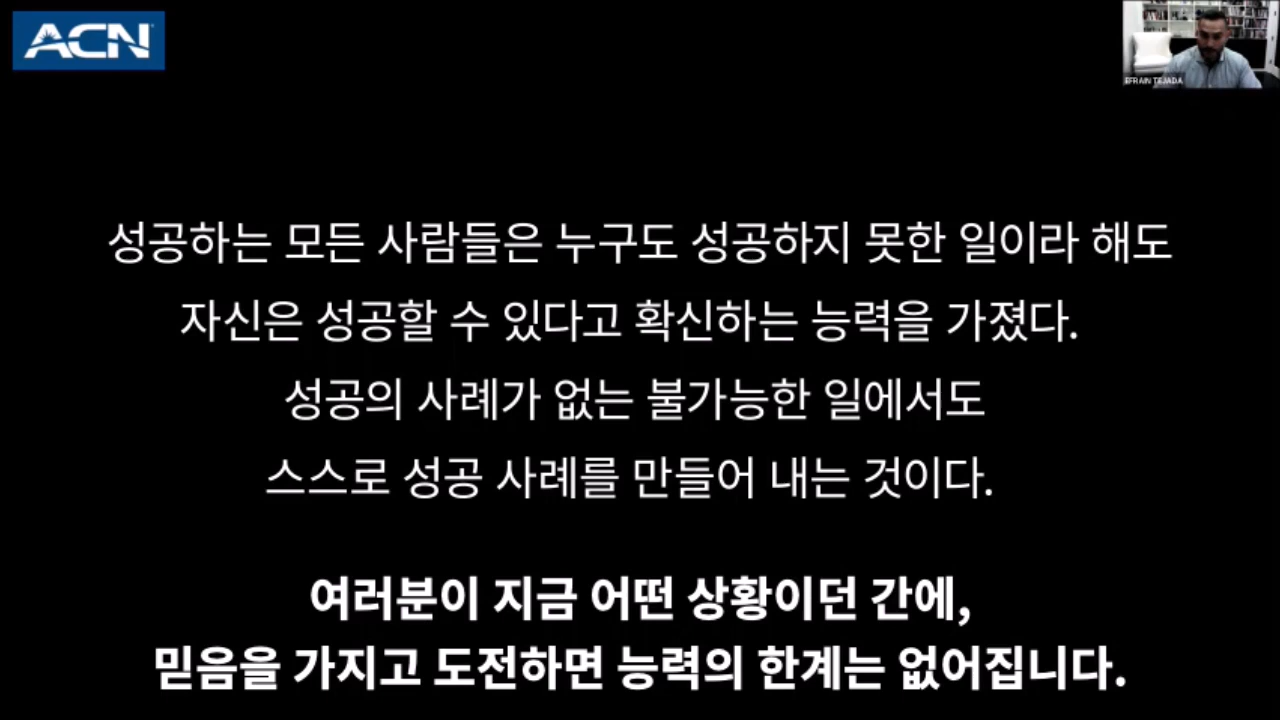 ACN
EFRAIN TEJADA
성공하는 모든 사람들은 누구도 성공하지 못한 일이라 해도
자신은 성공할 수 있다고 확신하는 능력을 가졌다.
성공의 사례가 없는 불가능한 일에서도
스스로 성공 사례를 만들어 내는 것이다.
여러분이 지금 어떤 상황이던 간에,
믿음을 가지고 도전하면 능력의 한계는 없어집니다.